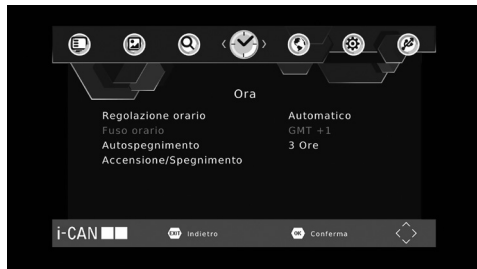 Ora
Regolazione orario Automatico
Fuso orario GMT +1
Autospegnimento 3 Ore
Accensione/Spegnimento
i-CAN EXIT Indietro OK Conferma